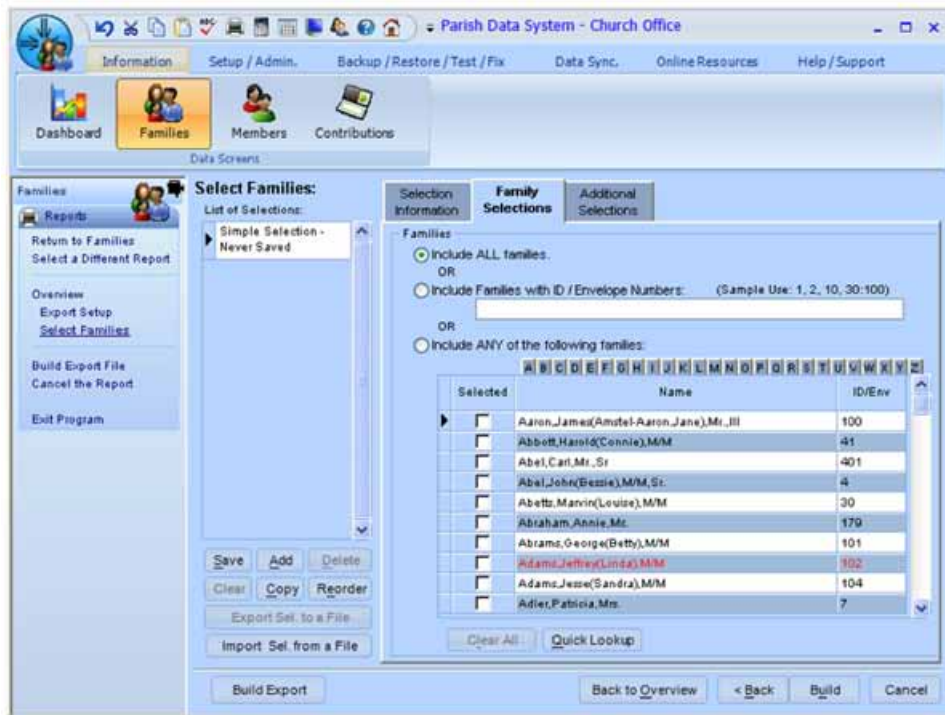 Parish Data System - Church Office
Information Setup / Admin. Backup / Restore / Test / Fix Data Sync. Online Resources Help / Support
Dashboard Families Members Contributions
Data Screens
Families
Reports
Return to Families
Select a Different Report
Overview
Export Setup
Select Families
Build Export File
Cancel the Report
Exit Program
Select Families:
List of Selections:
Simple Selection -
Never Saved
Save Add Delete
Clear Copy Reorder
Export Sel. to a File
Import Sel. from a File
Selection Information
Family Selections
Additional Selections
Families
Include ALL families.
OR
Include Families with ID / Envelope Numbers: (Sample Use: 1, 2, 10, 30:100)
OR
Include ANY of the following families:
A B C D E F G H I J K L M N O P Q R S T U V W X Y Z
Selected Name ID/Env
Aaron,James(Amstel-Aaron,Jane),Mr.,III 100
Abbott,Harold(Connie),M/M 41
Abel,Carl,Mr.,Sr 401
Abel,John(Bessie),M/M,Sr. 4
Abetts,Marvin(Louise),M/M 30
Abraham,Annie,Ms. 179
Abrams,George(Betty),M/M 101
Adams,Jeffrey(Linda),M/M 102
Adams,Jesse(Sandra),M/M 104
Adler,Patricia,Mrs. 7
Clear All Quick Lookup
Build Export Back to Overview < Back Build Cancel